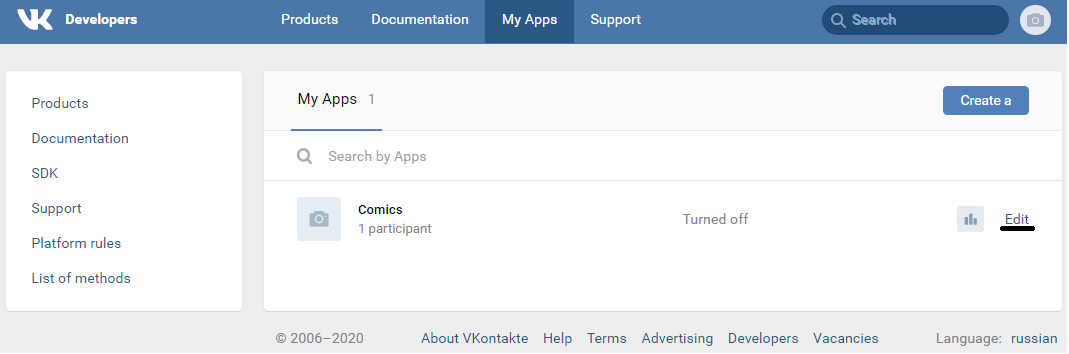 VK Developers Products Documentation My Apps Support Search
Products
Documentation
SDK
Support
Platform rules
List of methods
My Apps 1 Create a
Search by Apps
Comics
1 participant
Turned off
Edit
© 2006–2020 About VKontakte Help Terms Advertising Developers Vacancies Language: russian